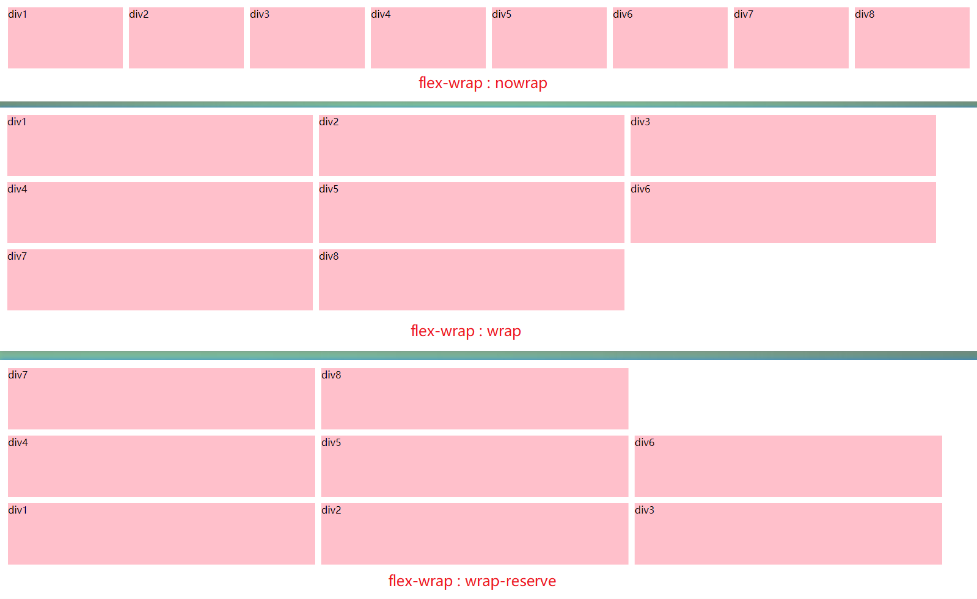 div1 div2 div3 div4 div5 div6 div7 div8
flex-wrap : nowrap
div1 div2 div3
div4 div5 div6
div7 div8
flex-wrap : wrap
div7 div8
div4 div5 div6
div1 div2 div3
flex-wrap : wrap-reserve